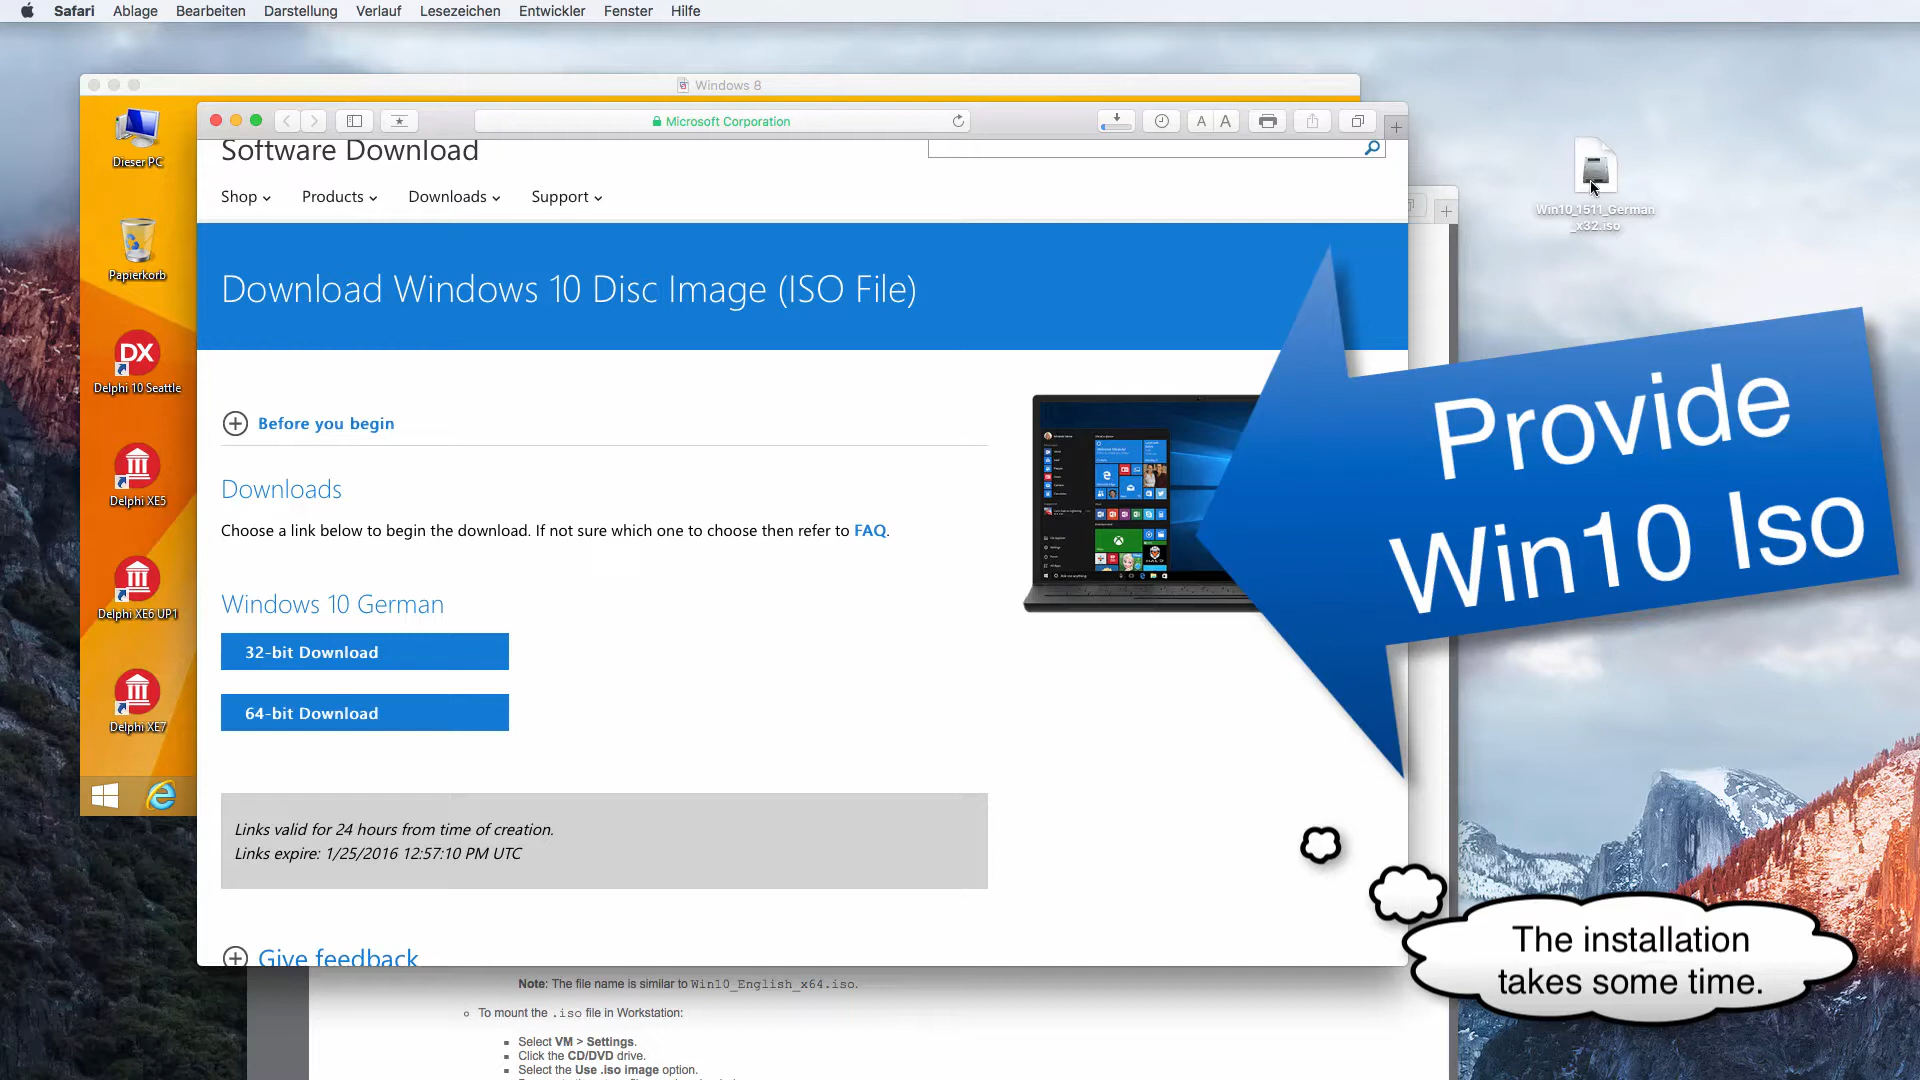 Safari Ablage Bearbeiten Darstellung Verlauf Lesezeichen Entwickler Fenster Hilfe
Windows 8
Microsoft Corporation
A A
Dieser PC
Papierkorb
DX
Delphi 10 Seattle
Delphi XE5
Delphi XE6 UP1
Delphi XE7
Software Download
Shop Products Downloads Support
Download Windows 10 Disc Image (ISO File)
Before you begin
Downloads
Choose a link below to begin the download. If not sure which one to choose then refer to FAQ.
Windows 10 German
32-bit Download
64-bit Download
Links valid for 24 hours from time of creation.
Links expire: 1/25/2016 12:57:10 PM UTC
Give feedback
Win10_1511_German
_x32.iso
Provide
Win10 Iso
The installation
takes some time.
Note: The file name is similar to Win10_English_x64.iso.
To mount the .iso file in Workstation:
Select VM > Settings.
Click the CD/DVD drive.
Select the Use .iso image option.